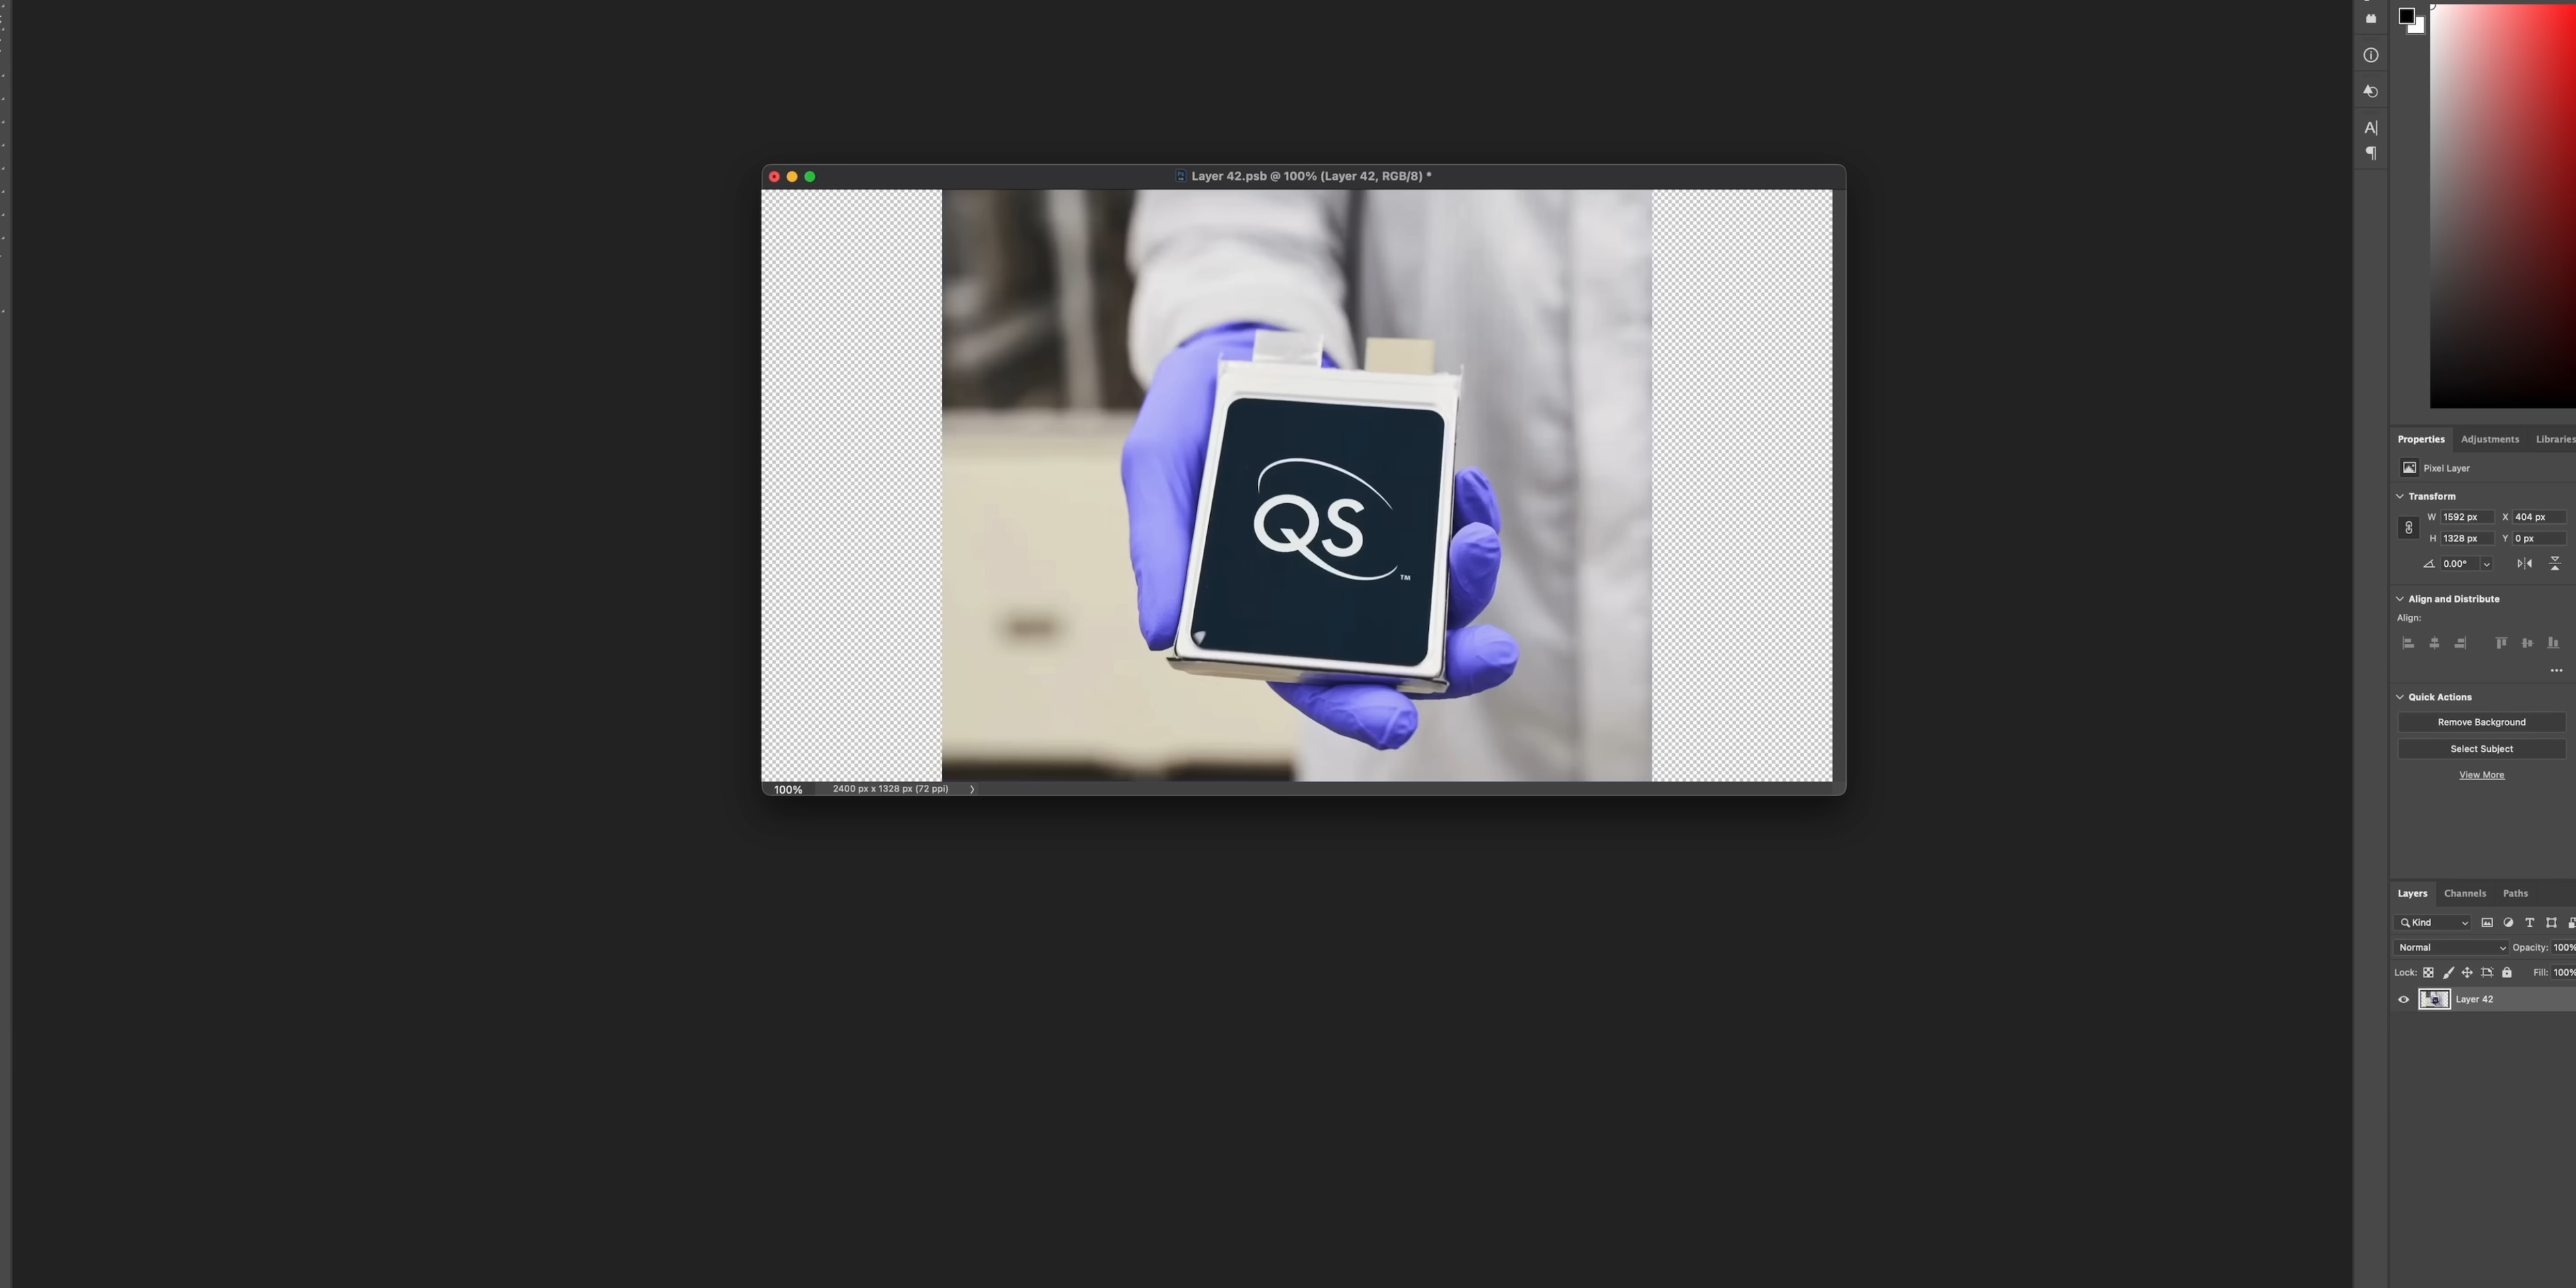 Layer 42.psb @ 100% (Layer 42, RGB/8) *
QS
TM
100%
2400 px x 1328 px (72 ppi)
A
Properties Adjustments Libraries
Pixel Layer
Transform
W 1592 px X 404 px
H 1328 px Y 0 px
0.00°
Align and Distribute
Align:
Quick Actions
Remove Background
Select Subject
View More
Layers Channels Paths
Kind
Normal Opacity: 100%
Lock: Fill: 100%
Layer 42